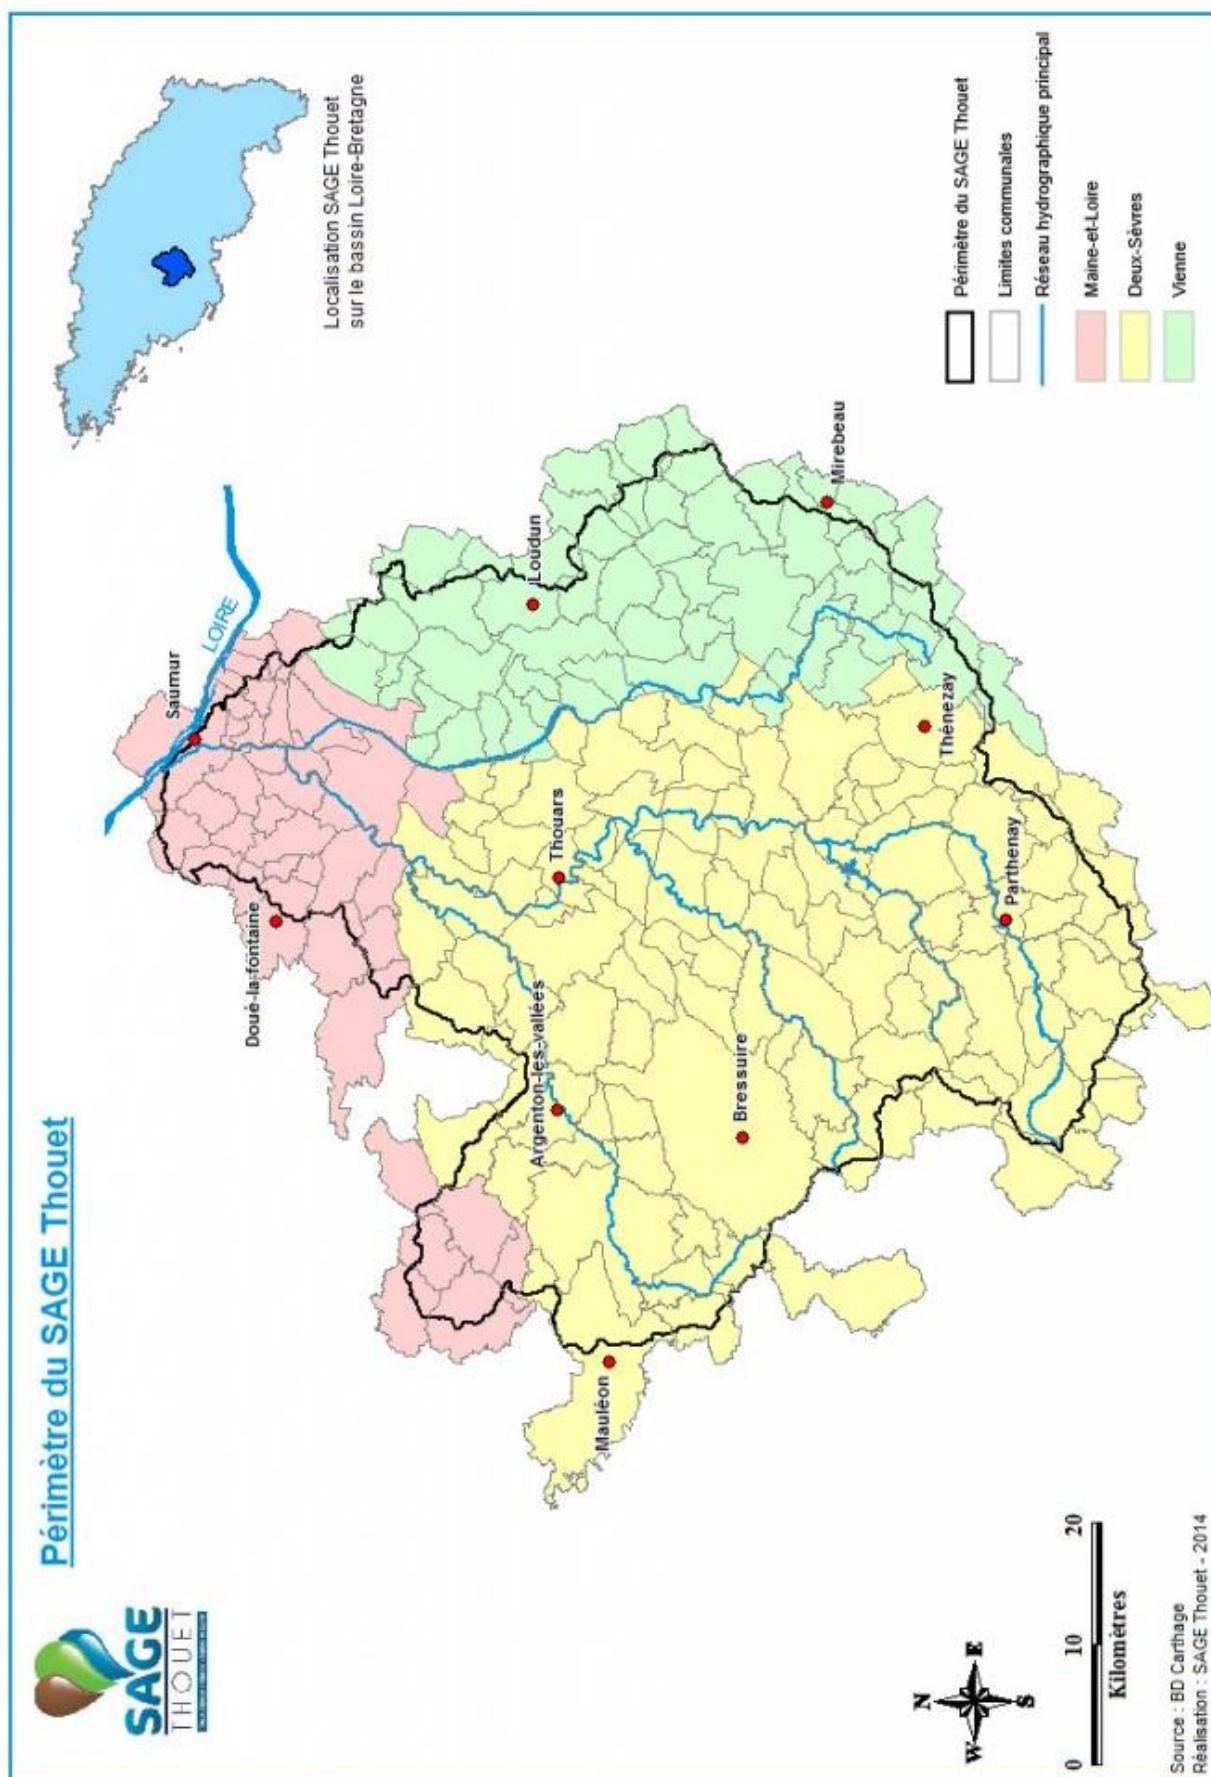 Périmètre du SAGE Thouet
SAGE
THOUET
Localisation SAGE Thouet
sur le bassin Loire-Bretagne
LOIRE
Saumur
Doué-la-fontaine
Loudun
Thouars
Argenton-les-vallées
Mauléon
Bressuire
Mirebeau
Thénezay
Parthenay
Périmètre du SAGE Thouet
Limites communales
Réseau hydrographique principal
Maine-et-Loire
Deux-Sèvres
Vienne
N
W
E
S
0
10
20
Kilomètres
Source : BD Carthage
Réalisation : SAGE Thouet - 2014